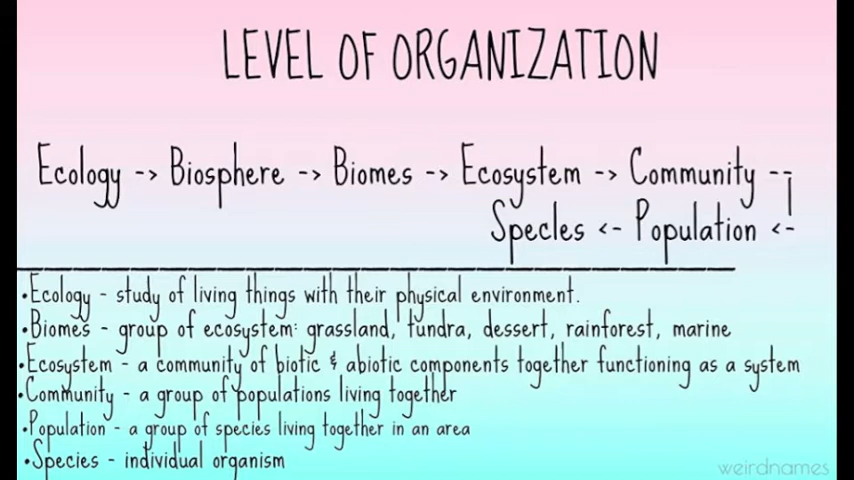 LEVEL OF ORGANIZATION
Ecology -> Biosphere -> Biomes -> Ecosystem -> Community --
Species <- Population <-
•Ecology - study of living things with their physical environment.
•Biomes - group of ecosystem: grassland, tundra, dessert, rainforest, marine
•Ecosystem - a community of biotic & abiotic components together functioning as a system
•Community - a group of populations living together
•Population - a group of species living together in an area
•Species - individual organism
weirdnames